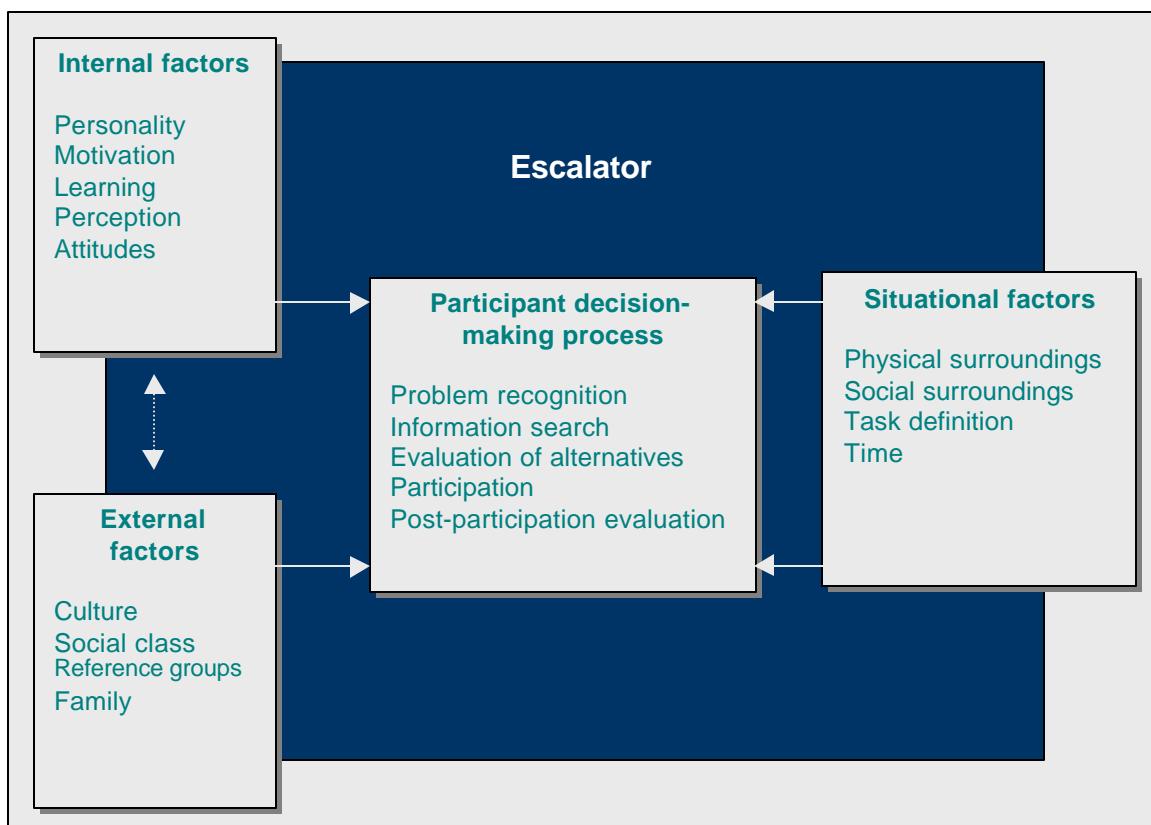 Internal factors
Personality
Motivation
Learning
Perception
Attitudes
Escalator
Participant decision-
making process
Problem recognition
Information search
Evaluation of alternatives
Participation
Post-participation evaluation
Situational factors
Physical surroundings
Social surroundings
Task definition
Time
External
factors
Culture
Social class
Reference groups
Family